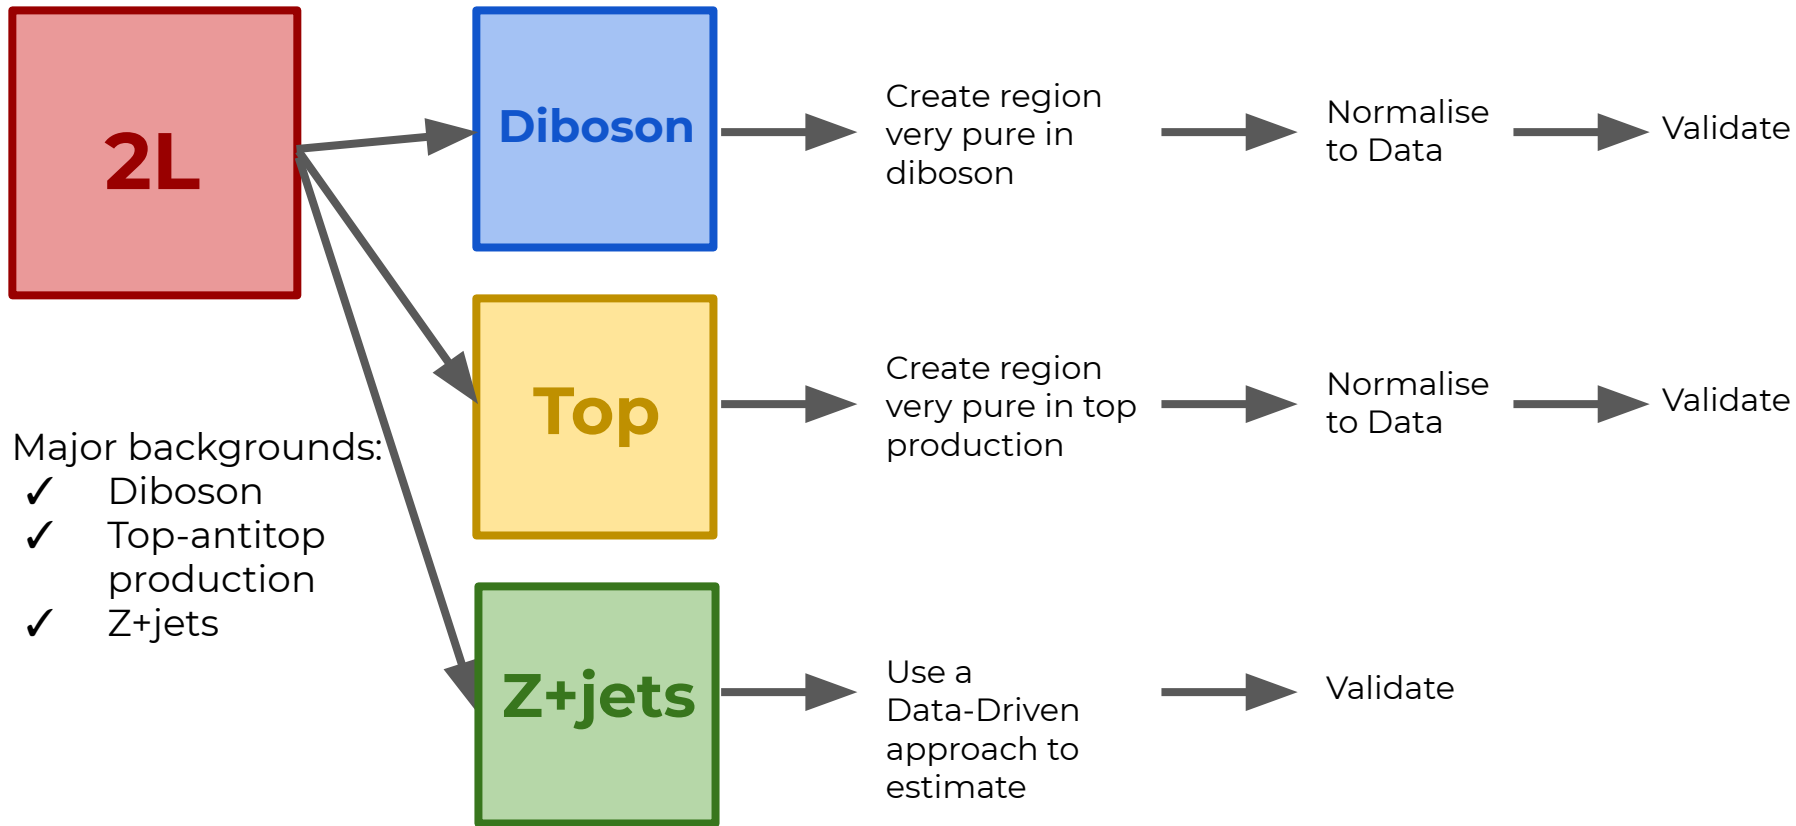 2L
Major backgrounds:
✓ Diboson
✓ Top-antitop
production
✓ Z+jets
Diboson
Create region
very pure in
diboson
Normalise
to Data
Validate
Top
Create region
very pure in top
production
Normalise
to Data
Validate
Z+jets
Use a
Data-Driven
approach to
estimate
Validate